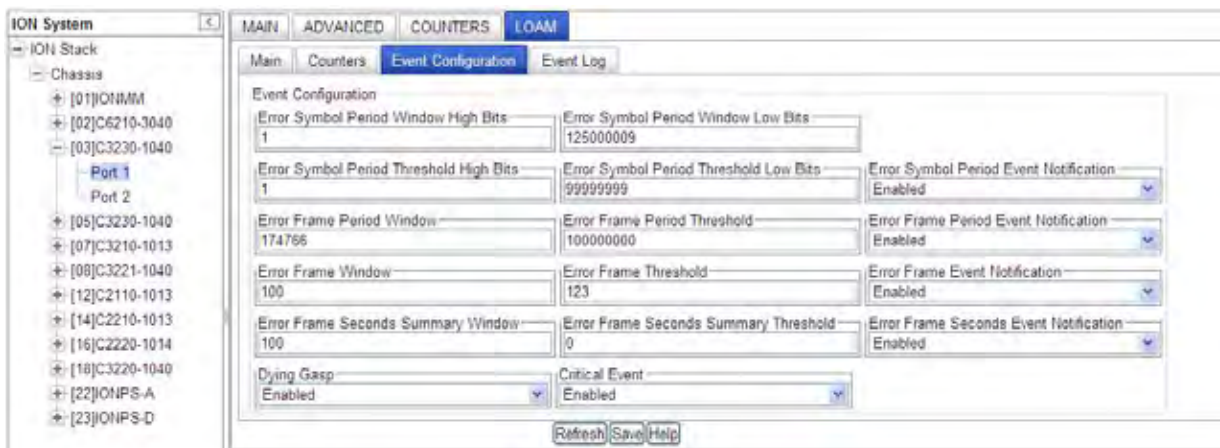 ION System
ION Stack
Chassis
[01]IONMM
[02]C6210-3040
[03]C3230-1040
Port 1
Port 2
[05]C3230-1040
[07]C3210-1013
[08]C3221-1040
[12]C2110-1013
[14]C2210-1013
[16]C2220-1014
[18]C3220-1040
[22]IONPS-A
[23]IONPS-D
MAIN ADVANCED COUNTERS LOAM
Main Counters Event Configuration Event Log
Event Configuration
Error Symbol Period Window High Bits Error Symbol Period Window Low Bits
1 125000009
Error Symbol Period Threshold High Bits Error Symbol Period Threshold Low Bits Error Symbol Period Event Notification
1 99999999 Enabled
Error Frame Period Window Error Frame Period Threshold Error Frame Period Event Notification
174766 100000000 Enabled
Error Frame Window Error Frame Threshold Error Frame Event Notification
100 123 Enabled
Error Frame Seconds Summary Window Error Frame Seconds Summary Threshold Error Frame Seconds Event Notification
100 0 Enabled
Dying Gasp Critical Event
Enabled Enabled
Refresh Save Help